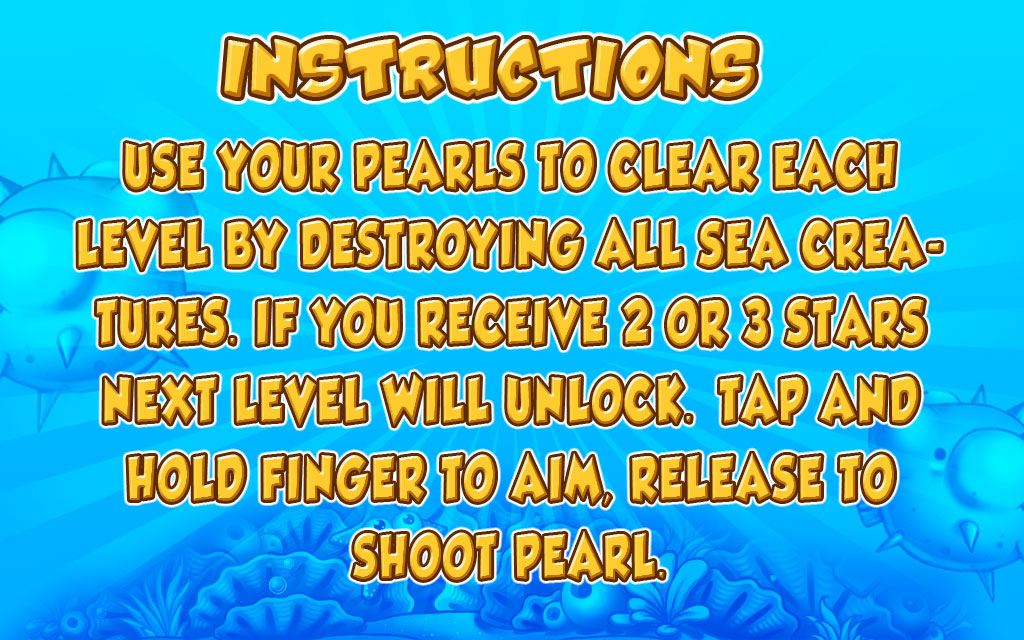 INSTRUCTIONS
USE YOUR PEARLS TO CLEAR EACH
LEVEL BY DESTROYING ALL SEA CREA-
TURES. IF YOU RECEIVE 2 OR 3 STARS
NEXT LEVEL WILL UNLOCK. TAP AND
HOLD FINGER TO AIM, RELEASE TO
SHOOT PEARL.